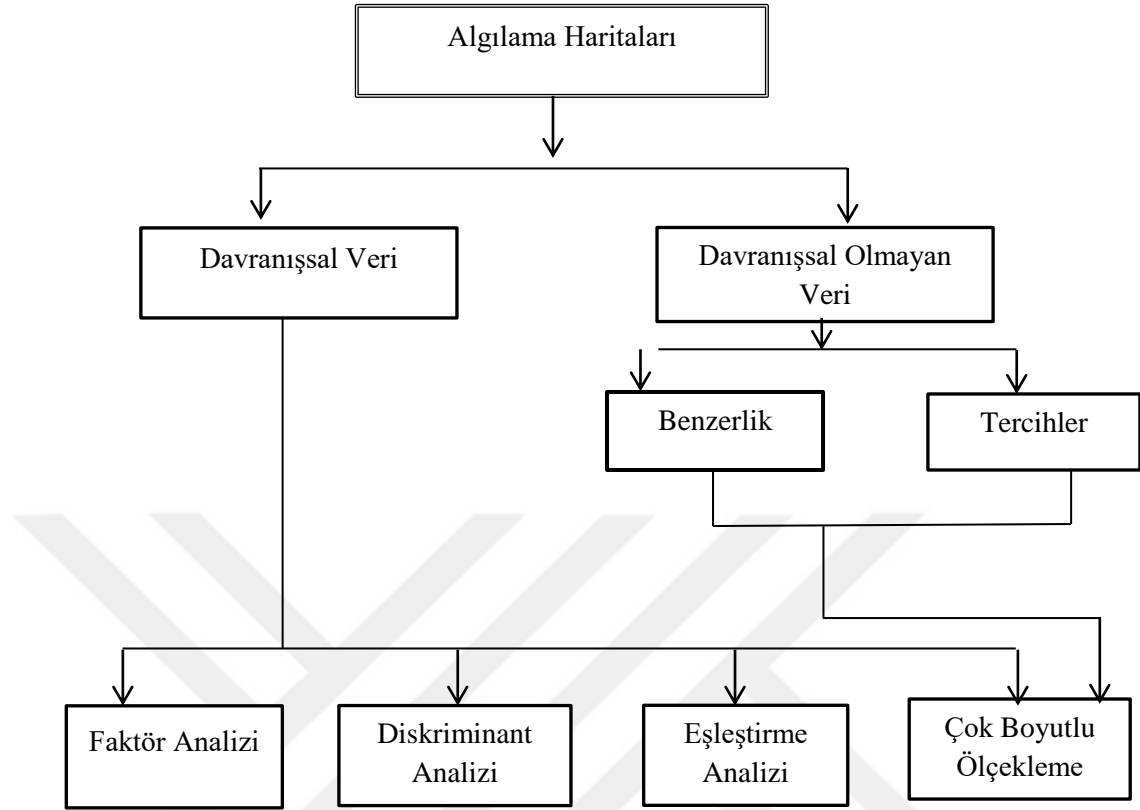 Algılama Haritaları
Davranışsal Veri
Davranışsal Olmayan
Veri
Benzerlik
Tercihler
Faktör Analizi
Diskriminant
Analizi
Eşleştirme
Analizi
Çok Boyutlu
Ölçekleme